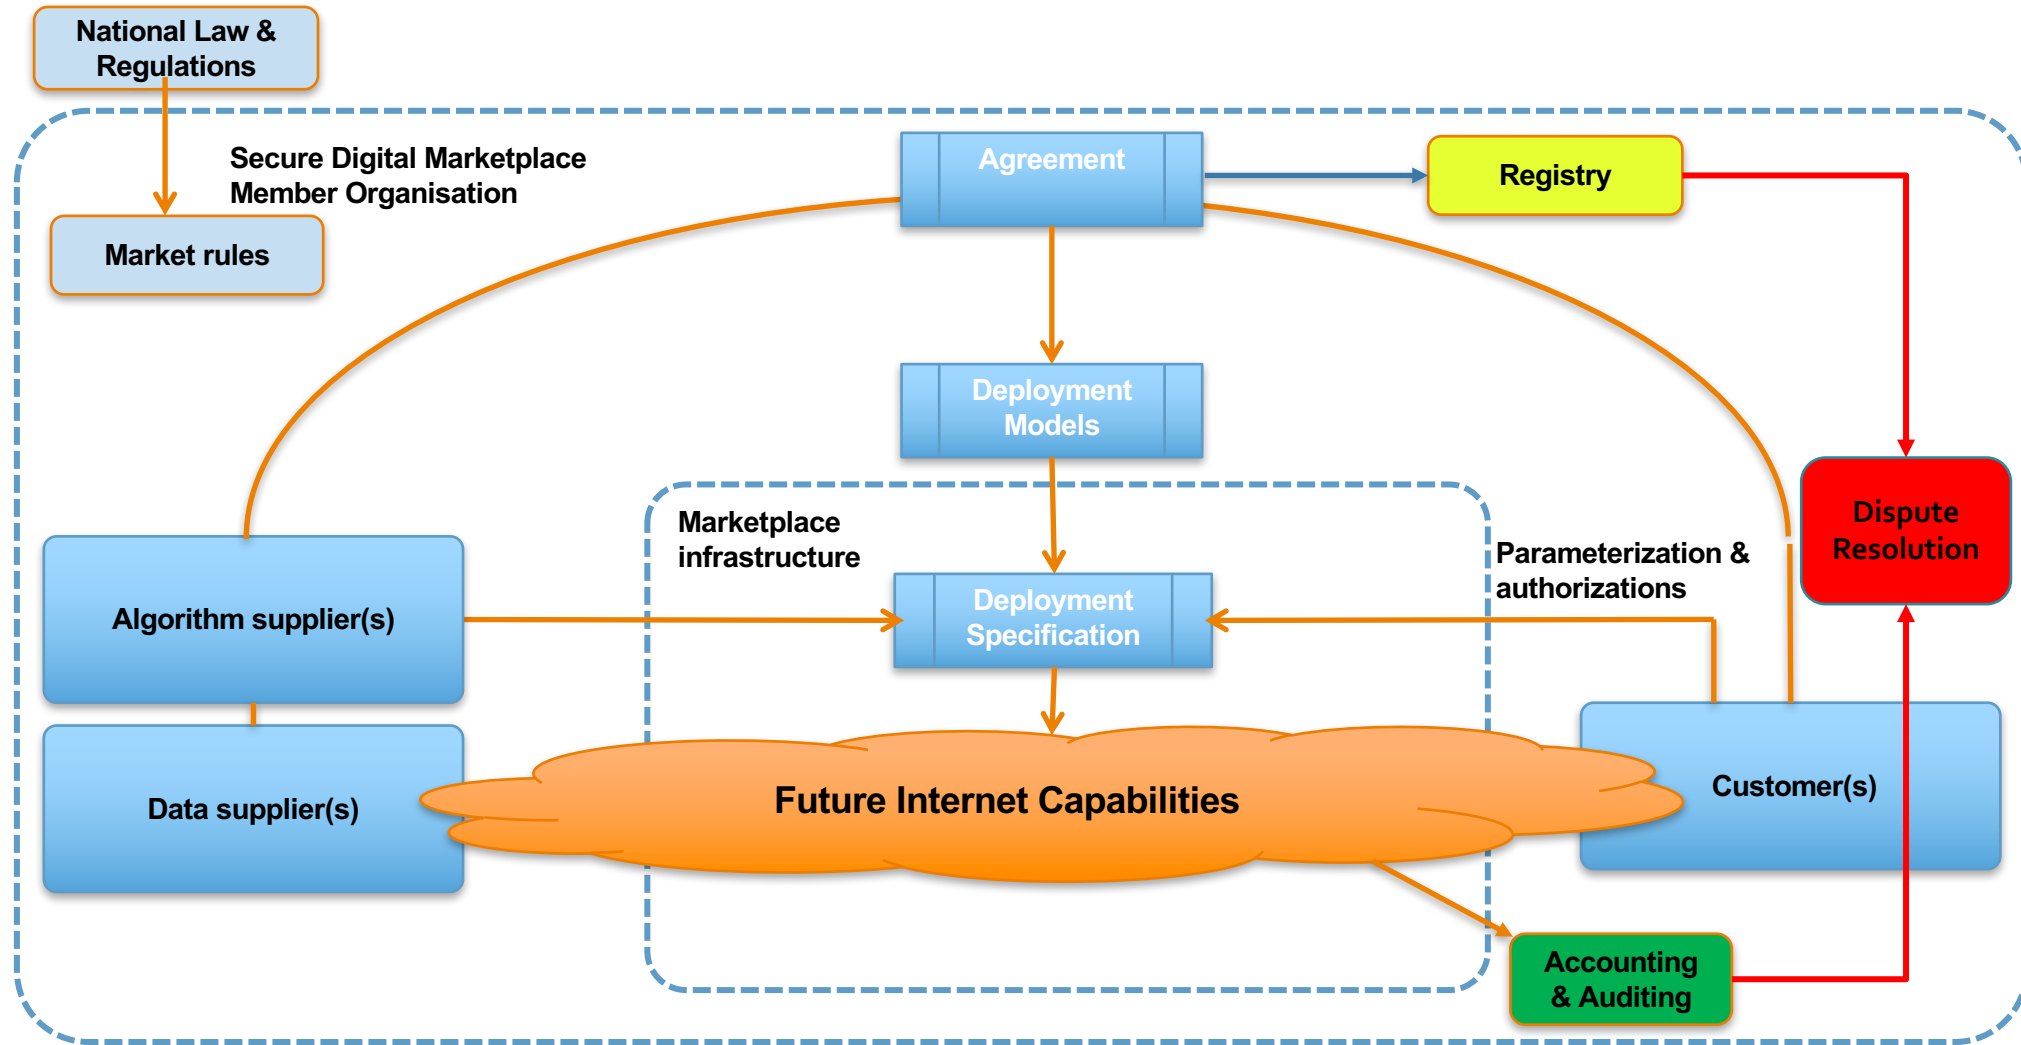 National Law &
Regulations
Secure Digital Marketplace
Member Organisation
Agreement
Registry
Market rules
Deployment
Models
Marketplace
infrastructure
Dispute
Resolution
Parameterization &
authorizations
Algorithm supplier(s)
Deployment
Specification
Data supplier(s)
Future Internet Capabilities
Customer(s)
Accounting
& Auditing